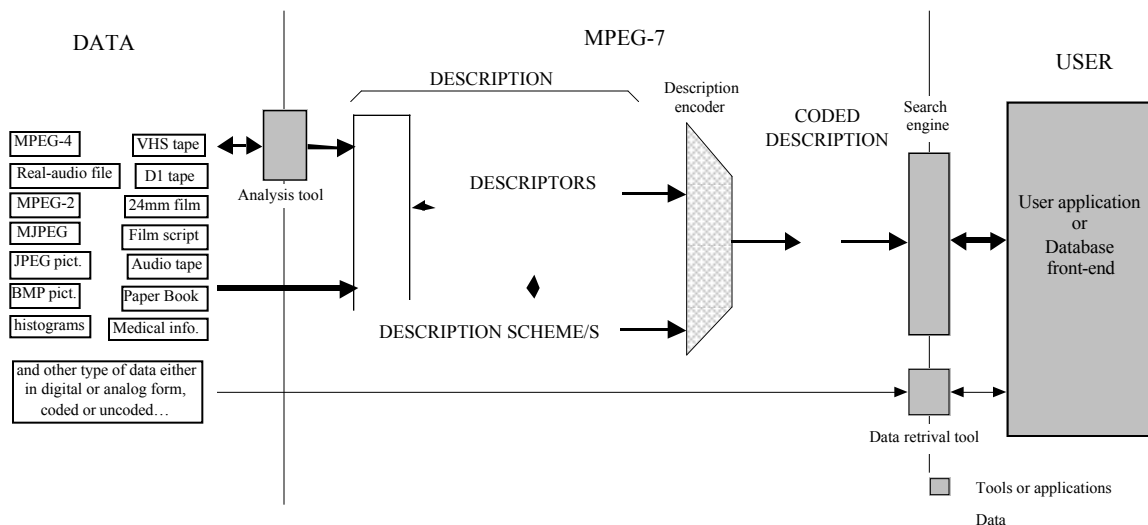 DATA
MPEG-7
USER
DESCRIPTION
Description
encoder
CODED
DESCRIPTION
Search
engine
MPEG-4
VHS tape
Real-audio file
D1 tape
MPEG-2
24mm film
MJPEG
Film script
JPEG pict.
Audio tape
BMP pict.
Paper Book
histograms
Medical info.
and other type of data either
in digital or analog form,
coded or uncoded…
Analysis tool
DESCRIPTORS
DESCRIPTION SCHEME/S
User application
or
Database
front-end
Data retrival tool
Tools or applications
Data